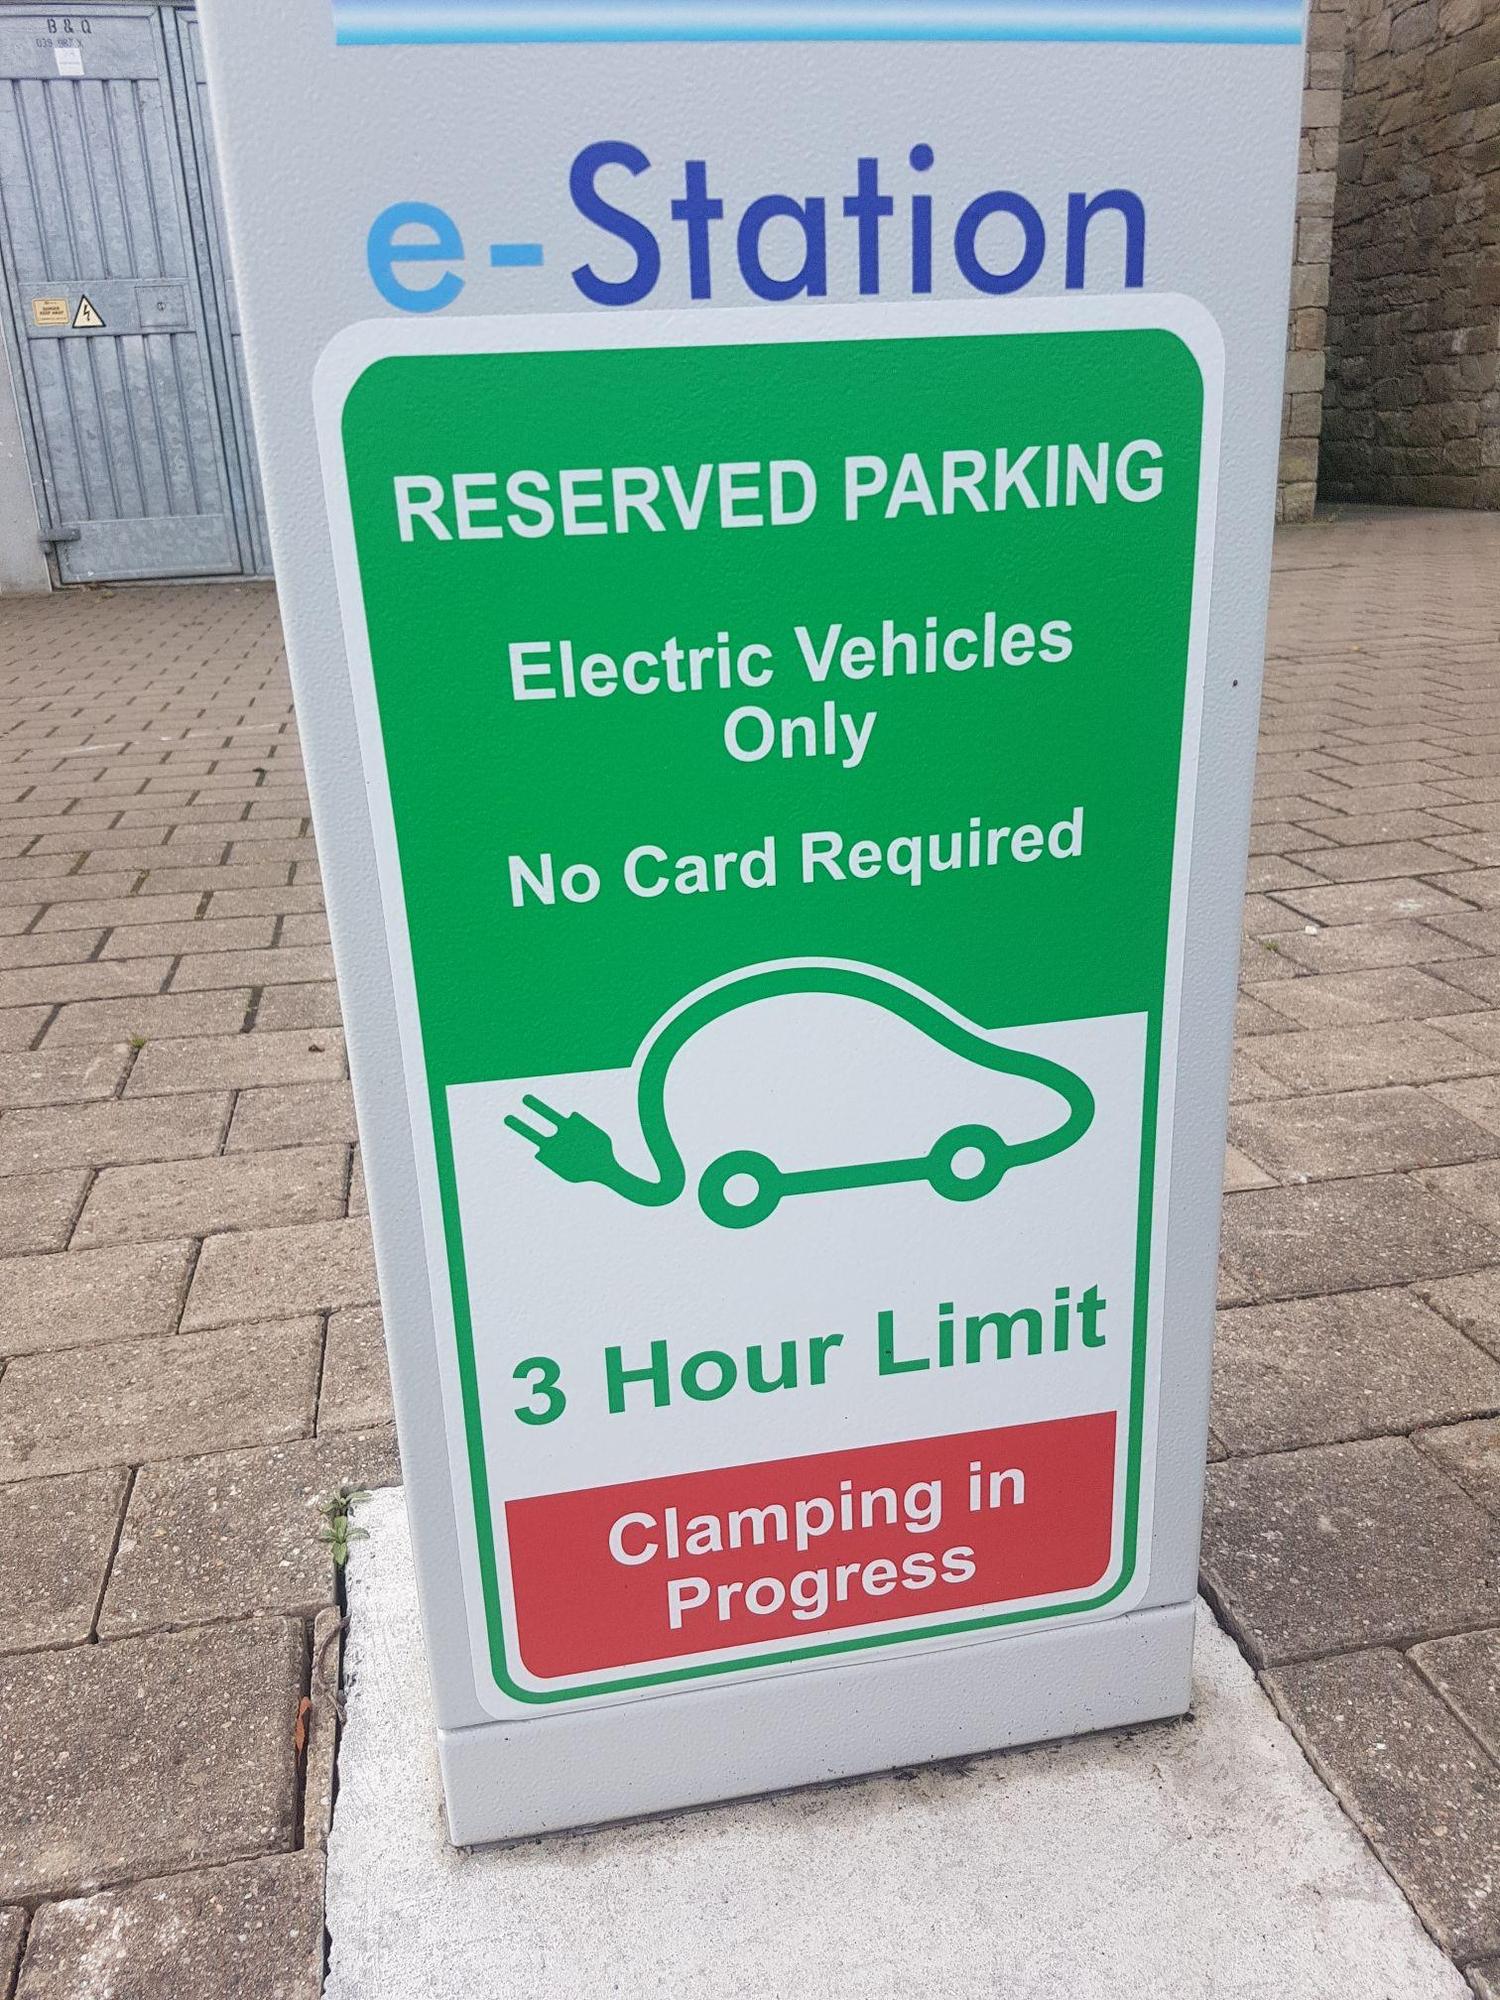 B & Q
e-Station
RESERVED PARKING
Electric Vehicles
Only
No Card Required
3 Hour Limit
Clamping in
Progress